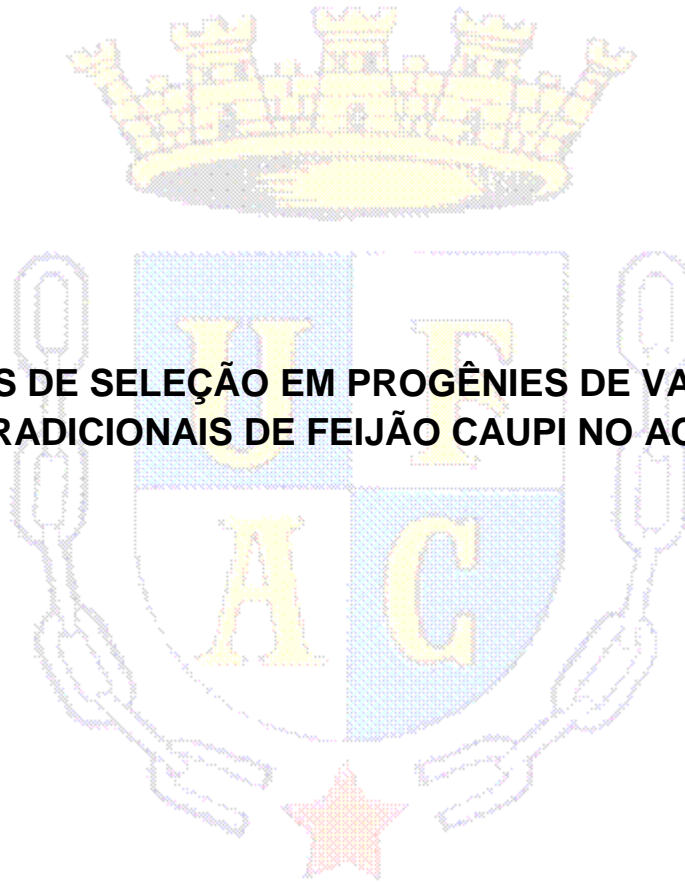 S DE SELEÇÃO EM PROGÊNIES DE VA
RADICIONAIS DE FEIJÃO CAUPI NO AC
U F
A C